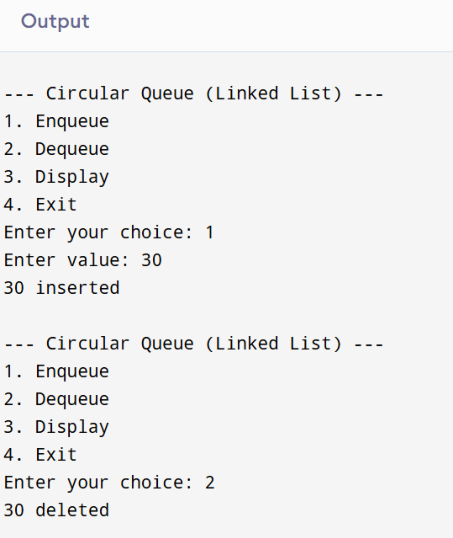 Output
--- Circular Queue (Linked List) ---
1. Enqueue
2. Dequeue
3. Display
4. Exit
Enter your choice: 1
Enter value: 30
30 inserted
--- Circular Queue (Linked List) ---
1. Enqueue
2. Dequeue
3. Display
4. Exit
Enter your choice: 2
30 deleted